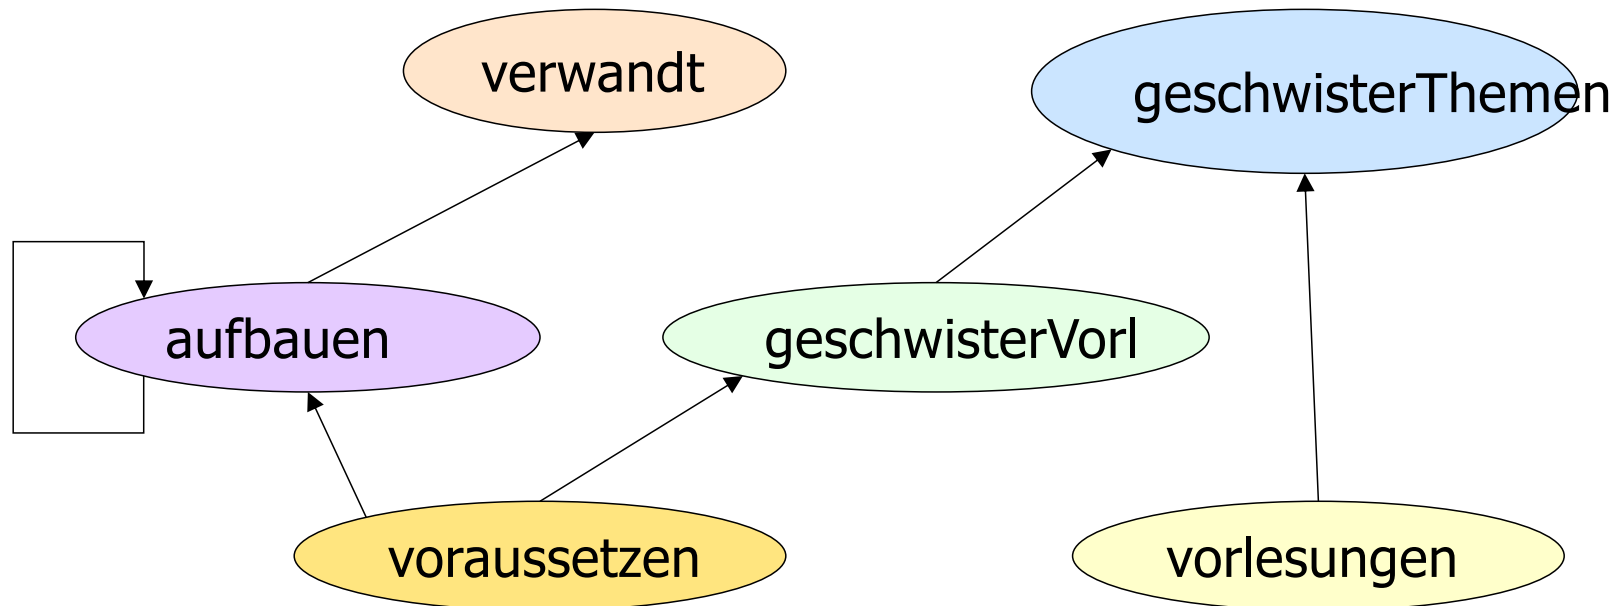 verwandt
geschwisterThemen
aufbauen
geschwisterVorl
voraussetzen
vorlesungen